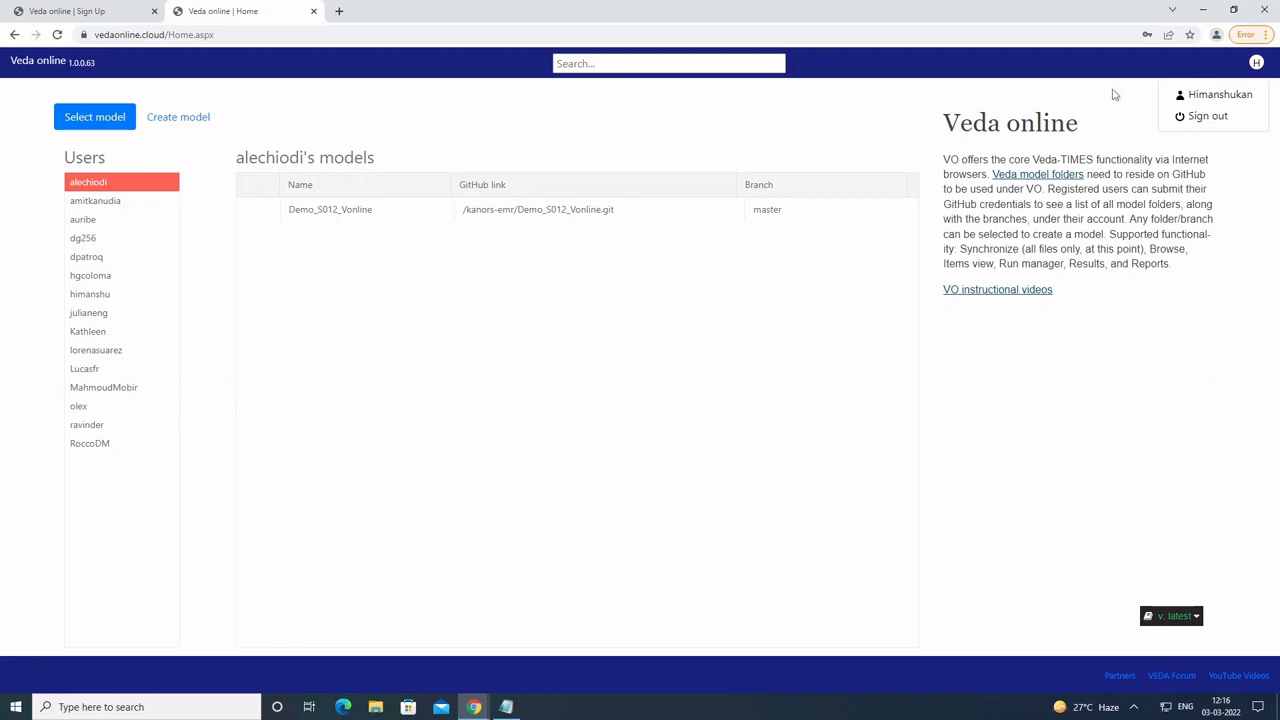 Veda online | Sign Up
Veda online | Home
vedaonline.cloud/Home.aspx
Error
Veda online 1.0.0.63
Search...
H
Himanshukan
Sign out
Select model
Create model
Users
alechiodi
amitkanudia
auribe
dg256
dpatroq
hgcoloma
himanshu
julianeng
Kathleen
lorenasuarez
Lucasfr
MahmoudMobir
olex
ravinder
RoccoDM
alechiodi's models
Name GitHub link Branch
Demo_S012_Vonline /kanors-emr/Demo_S012_Vonline.git master
Veda online
VO offers the core Veda-TIMES functionality via Internet
browsers. Veda model folders need to reside on GitHub
to be used under VO. Registered users can submit their
GitHub credentials to see a list of all model folders, along
with the branches, under their account. Any folder/branch
can be selected to create a model. Supported functional-
ity: Synchronize (all files only, at this point), Browse,
Items view, Run manager, Results, and Reports.
VO instructional videos
v: latest
Partners VEDA Forum YouTube Videos
Type here to search
27°C Haze
ENG
12:16
03-03-2022